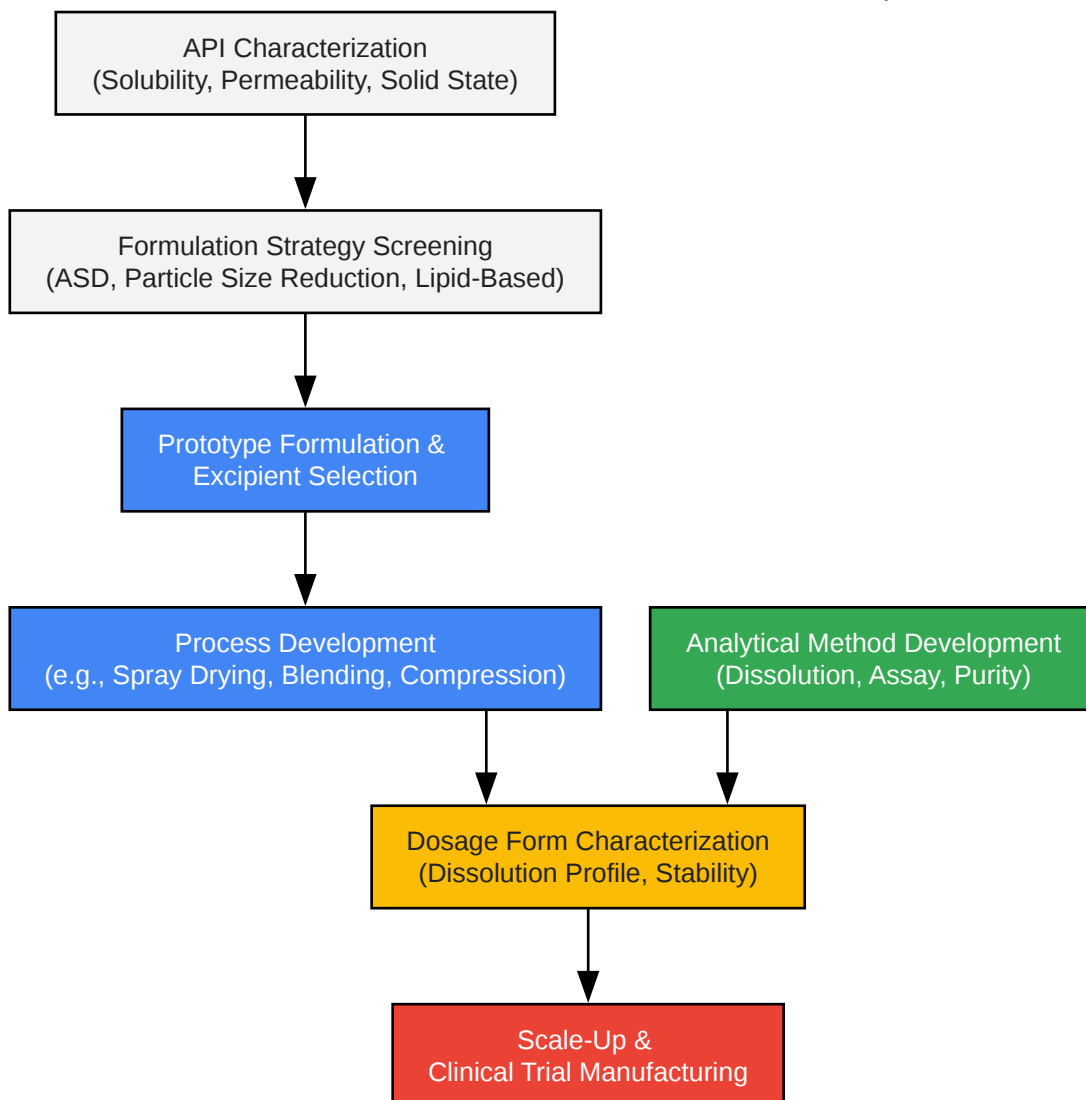 API Characterization
(Solubility, Permeability, Solid State)
Formulation Strategy Screening
(ASD, Particle Size Reduction, Lipid-Based)
Prototype Formulation &
Excipient Selection
Process Development
(e.g., Spray Drying, Blending, Compression)
Analytical Method Development
(Dissolution, Assay, Purity)
Dosage Form Characterization
(Dissolution Profile, Stability)
Scale-Up &
Clinical Trial Manufacturing